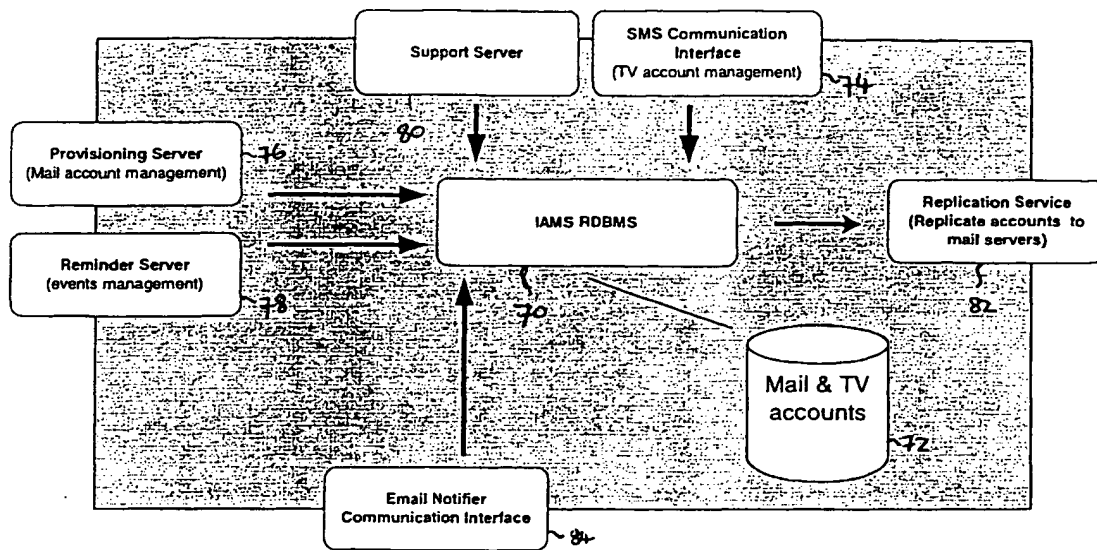 Support Server
80
SMS Communication
Interface
(TV account management)
74
Provisioning Server
(Mail account management)
76
Reminder Server
(events management)
78
IAMS RDBMS
70
Replication Service
(Replicate accounts to
mail servers)
82
Mail & TV
accounts
72
Email Notifier
Communication Interface
84